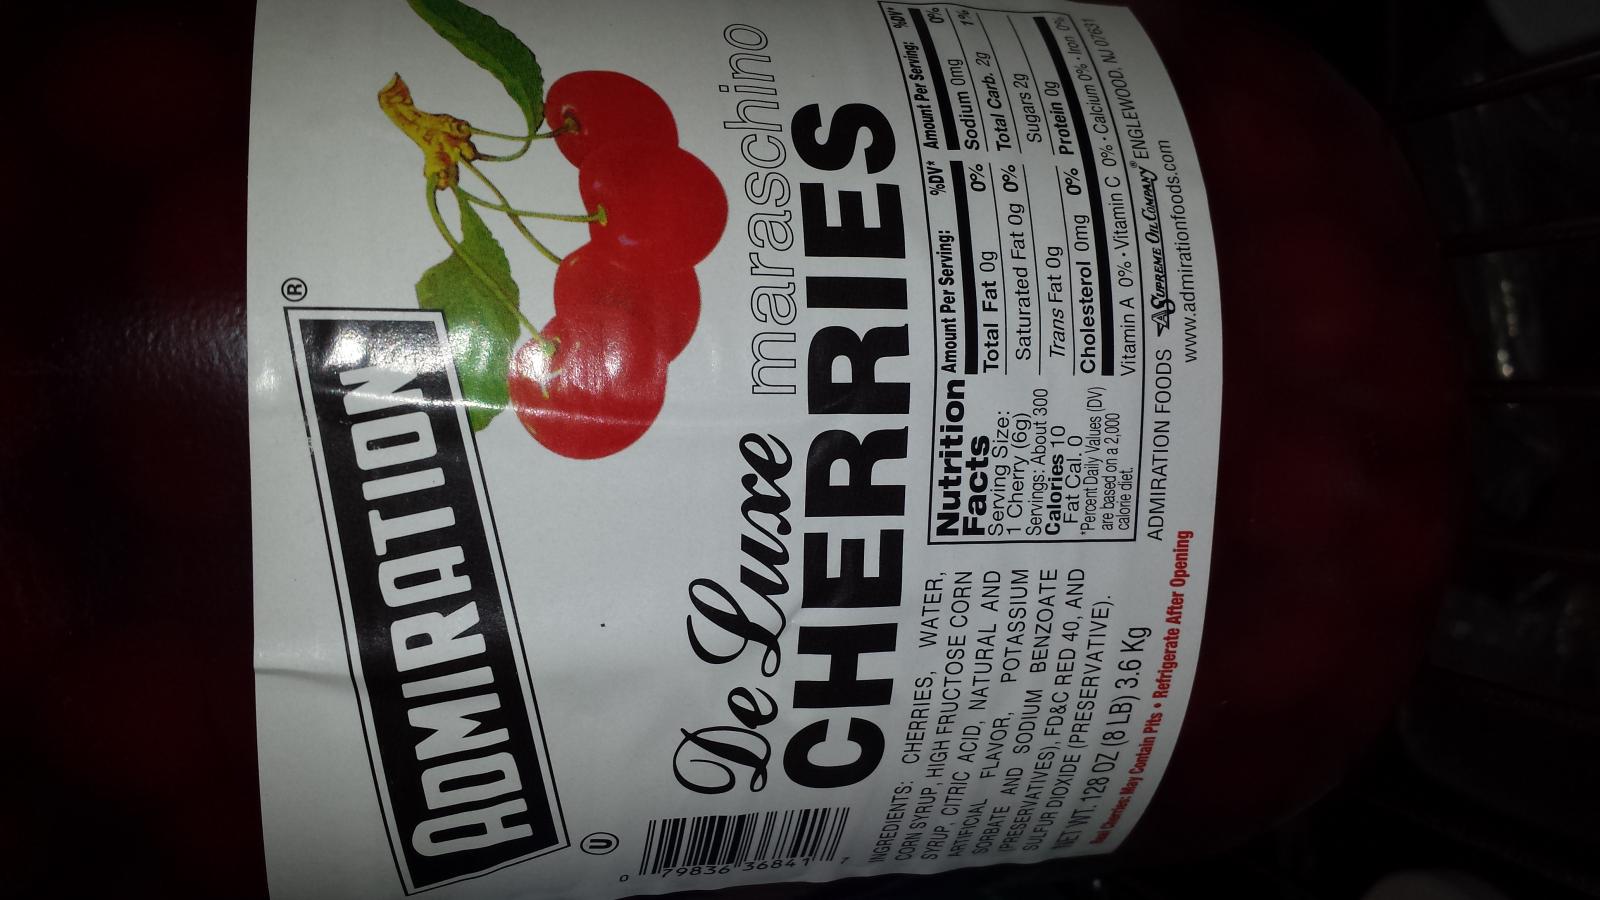 ADMIRATION ®
De Luxe maraschino
CHERRIES
U
0 79836 36841 7
INGREDIENTS: CHERRIES, WATER,
CORN SYRUP, HIGH FRUCTOSE CORN
SYRUP, CITRIC ACID, NATURAL AND
ARTIFICIAL FLAVOR, POTASSIUM
SORBATE AND SODIUM BENZOATE
(PRESERVATIVES), FD&C RED 40, AND
SULFUR DIOXIDE (PRESERVATIVE).
NET WT. 128 OZ (8 LB) 3.6 Kg
Real Cherries: May Contain Pits • Refrigerate After Opening
Nutrition
Facts
Serving Size:
1 Cherry (6g)
Servings: About 300
Calories 10
Fat Cal. 0
*Percent Daily Values (DV)
are based on a 2,000
calorie diet.
Amount Per Serving: %DV*
Total Fat 0g 0%
Saturated Fat 0g 0%
Trans Fat 0g
Cholesterol 0mg 0%
Amount Per Serving: %DV*
Sodium 0mg 0%
Total Carb. 2g 1%
Sugars 2g
Protein 0g
Vitamin A 0% • Vitamin C 0% • Calcium 0% • Iron 0%
ADMIRATION FOODS SUPREME OIL COMPANY® ENGLEWOOD, NJ 07631
www.admirationfoods.com